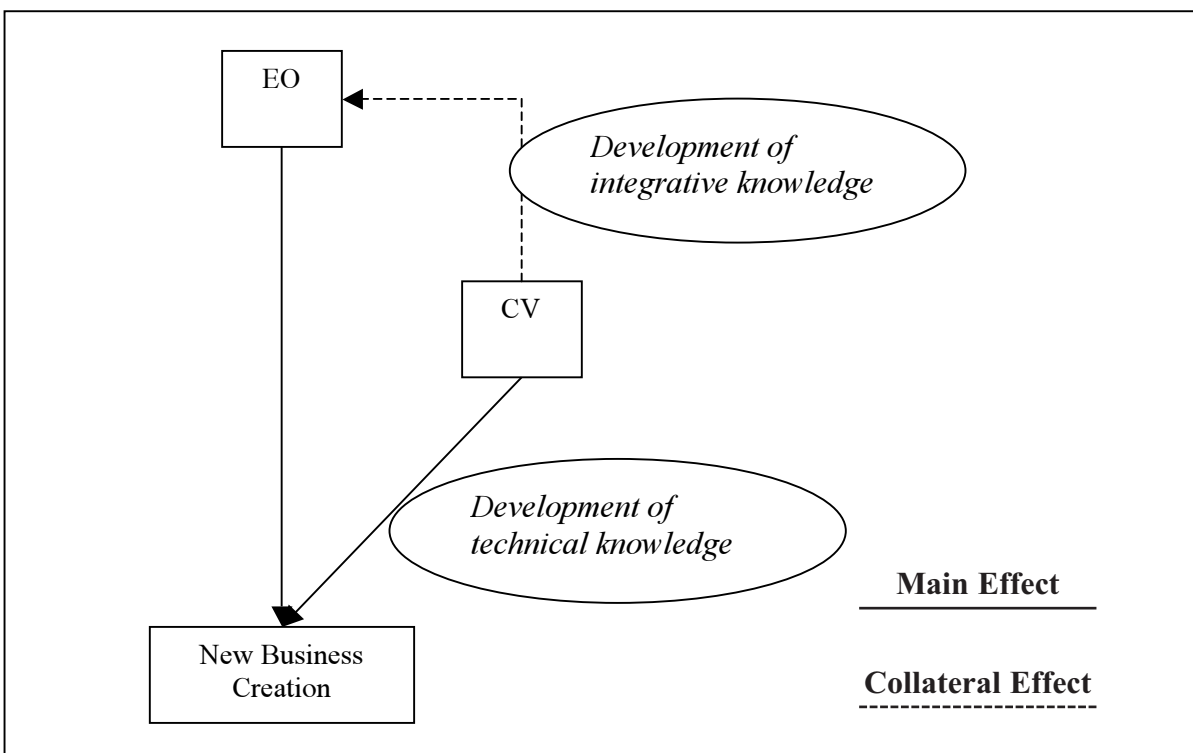 EO
Development of
integrative knowledge
CV
Development of
technical knowledge
Main Effect
New Business
Creation
Collateral Effect